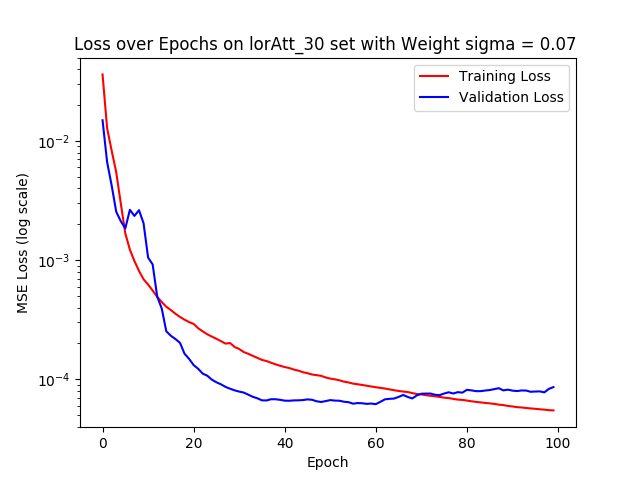 Loss over Epochs on lorAtt_30 set with Weight sigma = 0.07
Training Loss
Validation Loss
MSE Loss (log scale)
10⁻²
10⁻³
10⁻⁴
0 20 40 60 80 100
Epoch